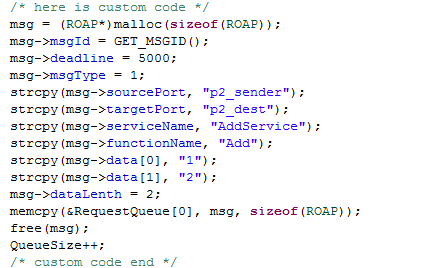 /* here is custom code */
msg = (ROAP*)malloc(sizeof(ROAP));
msg->msgId = GET_MSGID();
msg->deadline = 5000;
msg->msgType = 1;
strcpy(msg->sourcePort, "p2_sender");
strcpy(msg->targetPort, "p2_dest");
strcpy(msg->serviceName, "AddService");
strcpy(msg->functionName, "Add");
strcpy(msg->data[0], "1");
strcpy(msg->data[1], "2");
msg->dataLenth = 2;
memcpy(&RequestQueue[0], msg, sizeof(ROAP));
free(msg);
QueueSize++;
/* custom code end */